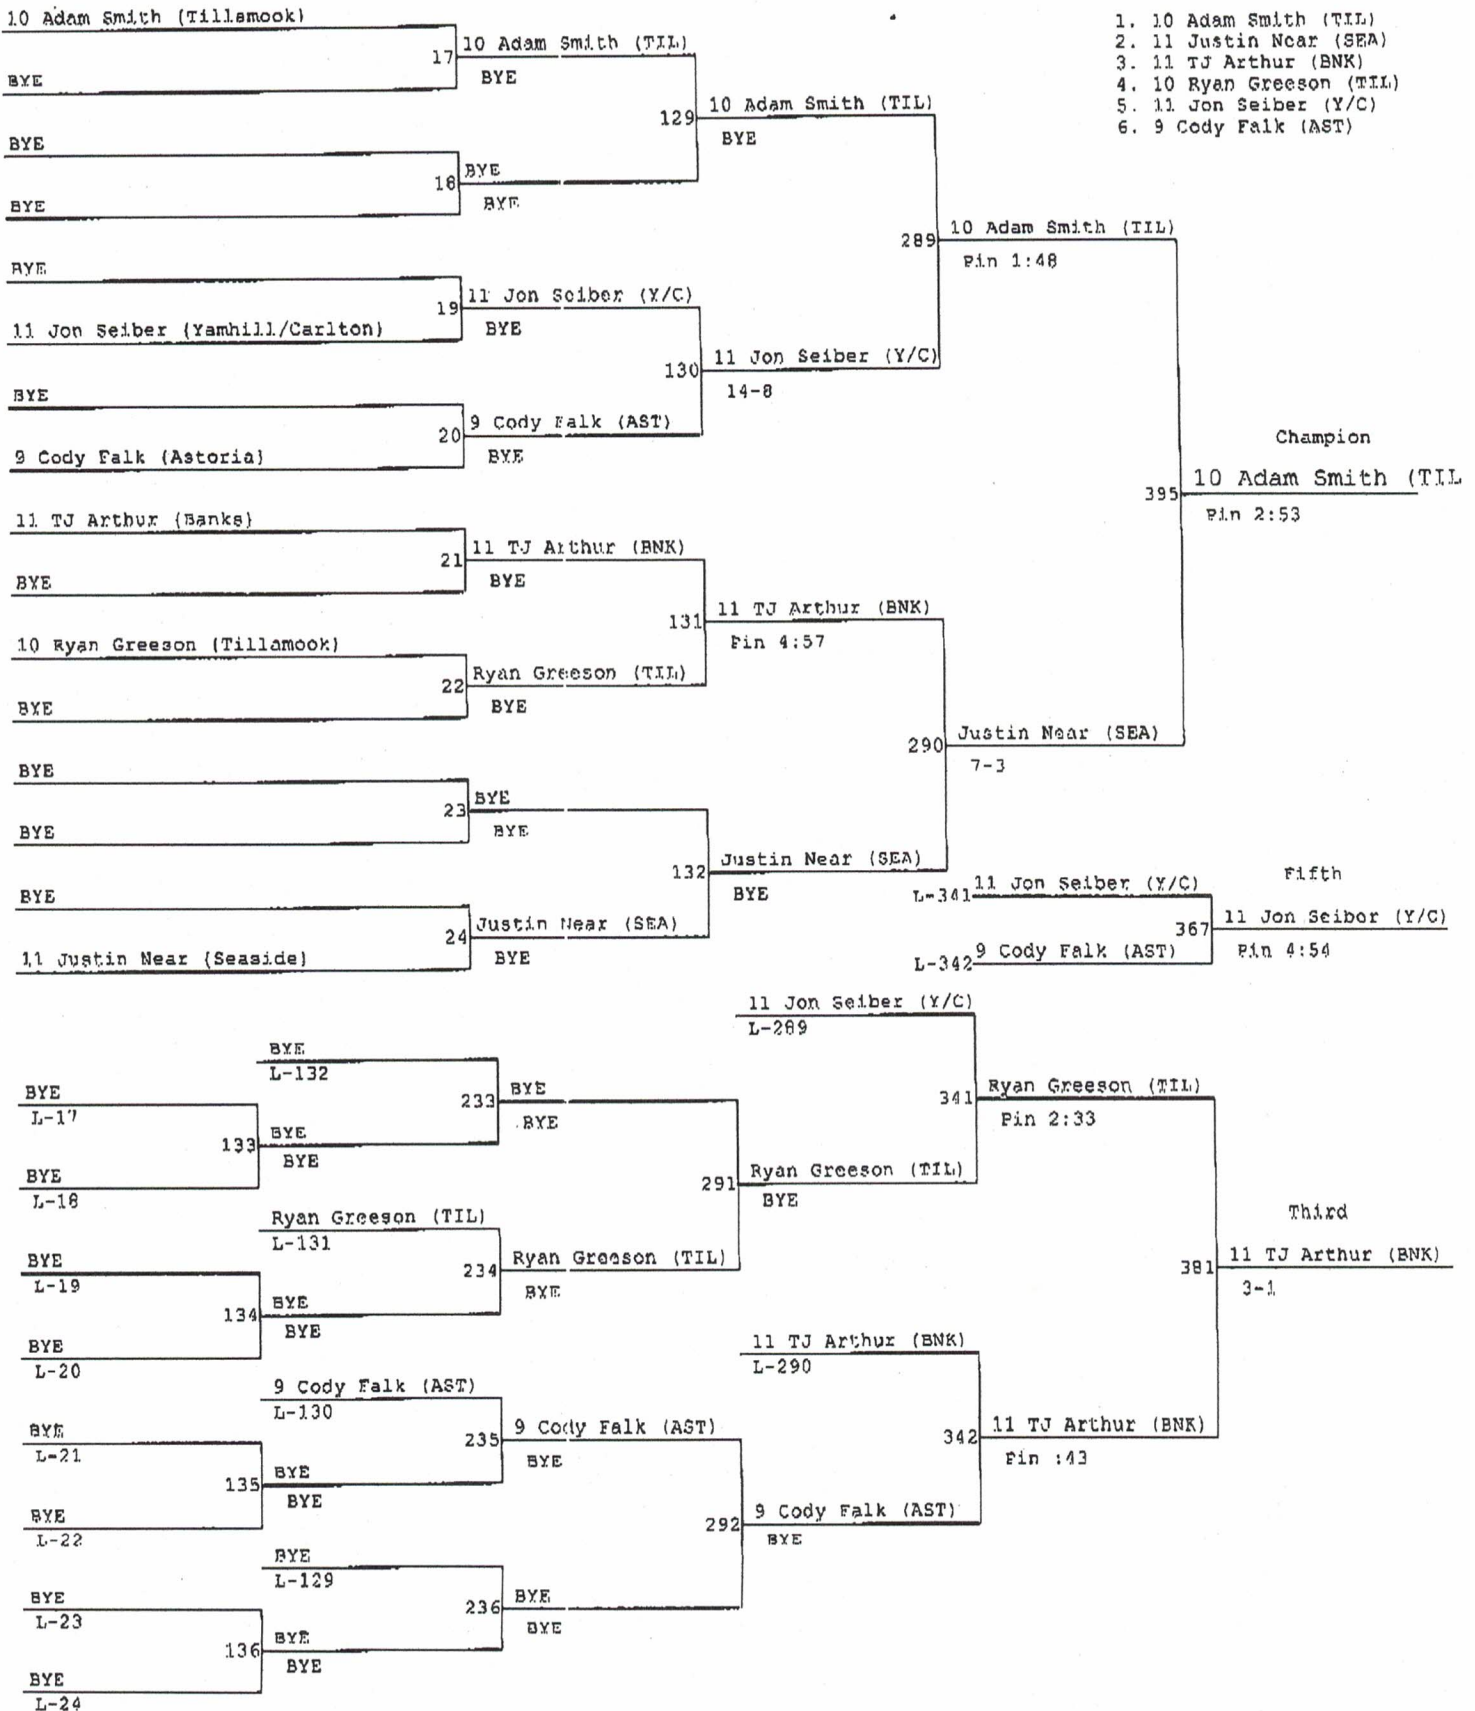 10 Adam Smith (Tillamook)
BYE
BYE
BYE
BYE
11 Jon Seiber (Yamhill/Carlton)
BYE
9 Cody Falk (Astoria)
11 TJ Arthur (Banks)
BYE
10 Ryan Greeson (Tillamook)
BYE
BYE
BYE
BYE
11 Justin Near (Seaside)
17
10 Adam Smith (TIL)
BYE
18
BYE
BYE
19
11 Jon Seiber (Y/C)
BYE
20
9 Cody Falk (AST)
BYE
21
11 TJ Arthur (BNK)
BYE
22
Ryan Greeson (TIL)
BYE
23
BYE
BYE
24
Justin Near (SEA)
BYE
129
10 Adam Smith (TIL)
BYE
130
11 Jon Seiber (Y/C)
14-8
131
11 TJ Arthur (BNK)
Pin 4:57
132
Justin Near (SEA)
BYE
289
10 Adam Smith (TIL)
Pin 1:48
290
Justin Near (SEA)
7-3
395
Champion
10 Adam Smith (TIL
Pin 2:53
1. 10 Adam Smith (TIL)
2. 11 Justin Near (SEA)
3. 11 TJ Arthur (BNK)
4. 10 Ryan Greeson (TIL)
5. 11 Jon Seiber (Y/C)
6. 9 Cody Falk (AST)
L-341
11 Jon Seiber (Y/C)
L-342
9 Cody Falk (AST)
367
Fifth
11 Jon Seiber (Y/C)
Pin 4:54
BYE
L-17
BYE
L-18
BYE
L-19
BYE
L-20
BYE
L-21
BYE
L-22
BYE
L-23
BYE
L-24
BYE
L-132
133
BYE
BYE
Ryan Greeson (TIL)
L-131
134
BYE
BYE
9 Cody Falk (AST)
L-130
135
BYE
BYE
BYE
L-129
136
BYE
BYE
233
BYE
BYE
234
Ryan Greeson (TIL)
BYE
235
9 Cody Falk (AST)
BYE
236
BYE
BYE
11 Jon Seiber (Y/C)
L-289
291
Ryan Greeson (TIL)
BYE
11 TJ Arthur (BNK)
L-290
292
9 Cody Falk (AST)
BYE
341
Ryan Greeson (TIL)
Pin 2:33
342
11 TJ Arthur (BNK)
Pin :43
381
Third
11 TJ Arthur (BNK)
3-1